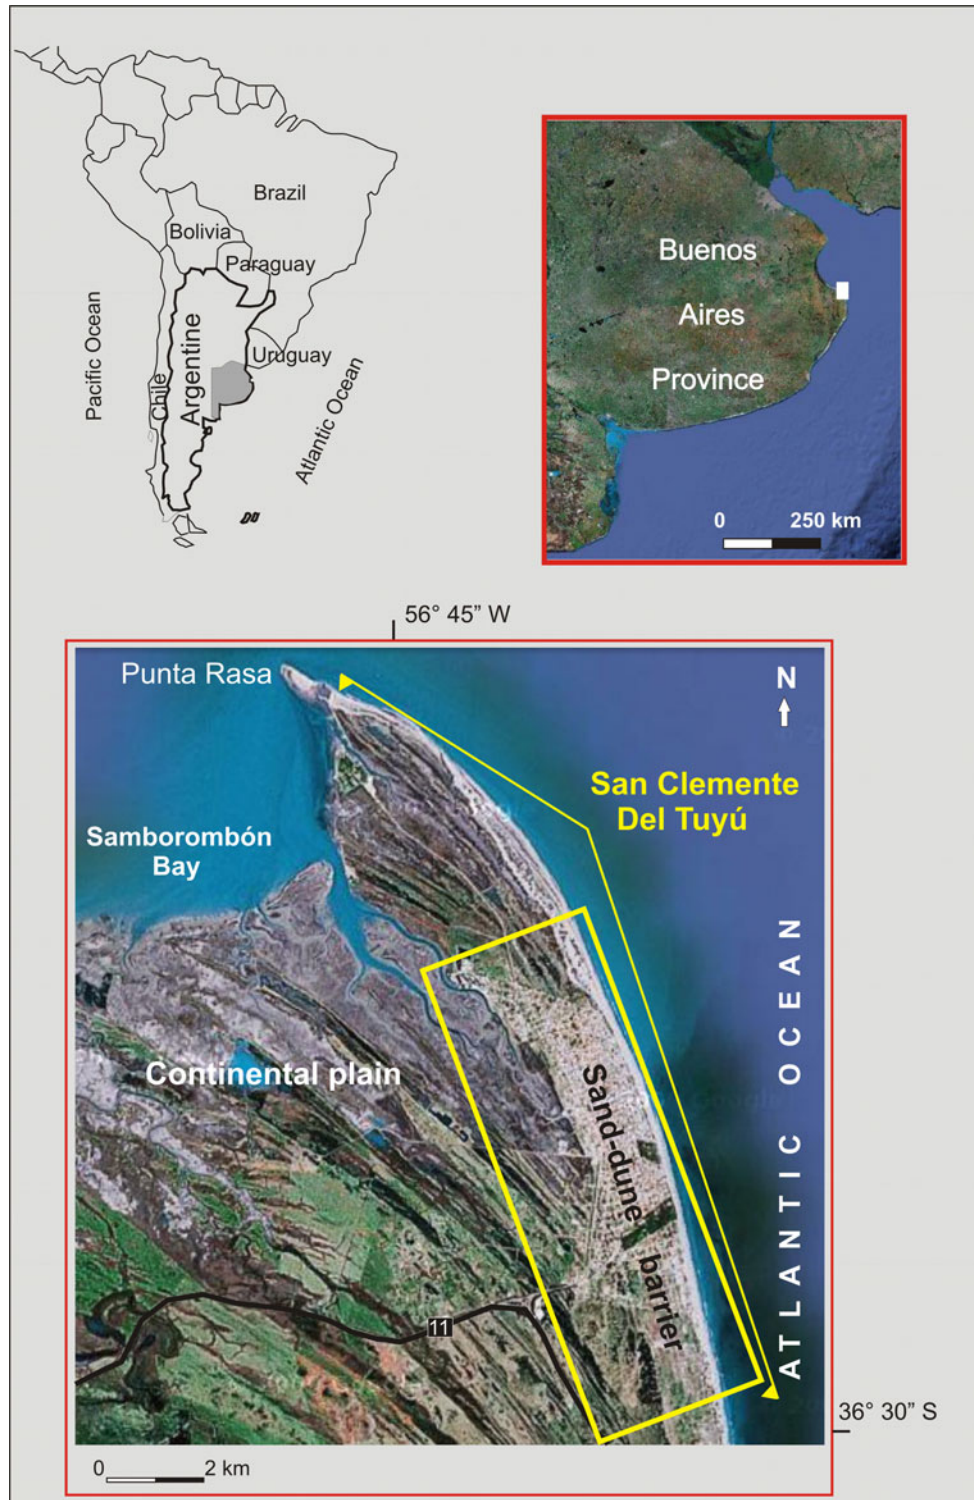 Brazil
Bolivia
Paraguay
Uruguay
Argentine
Chile
Pacific Ocean
Atlantic Ocean
Buenos
Aires
Province
0 250 km
56° 45” W
Punta Rasa
N
San Clemente
Del Tuyú
Samborombón
Bay
Continental plain
Sand-dune barrier
ATLANTIC OCEAN
11
36° 30” S
0 2 km